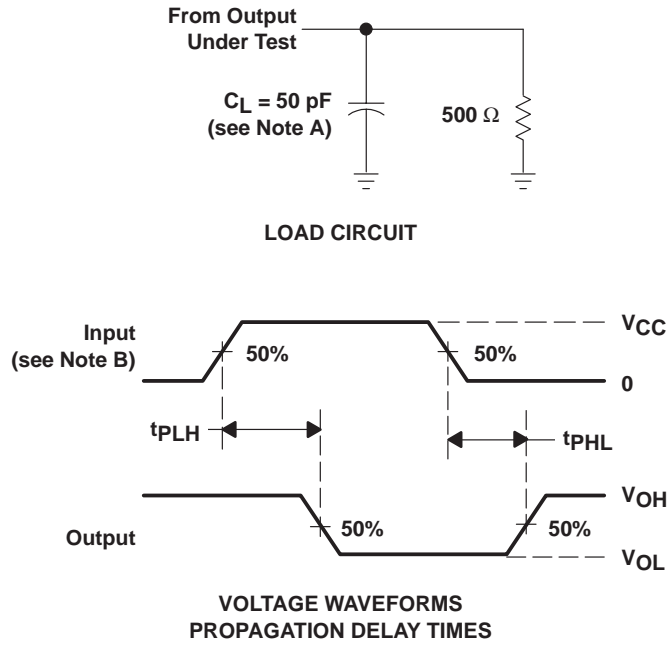 From Output
Under Test
CL = 50 pF
(see Note A)
500 Ω
LOAD CIRCUIT
Input
(see Note B)
50%
50%
VCC
0
tPLH
tPHL
Output
50%
50%
VOH
VOL
VOLTAGE WAVEFORMS
PROPAGATION DELAY TIMES